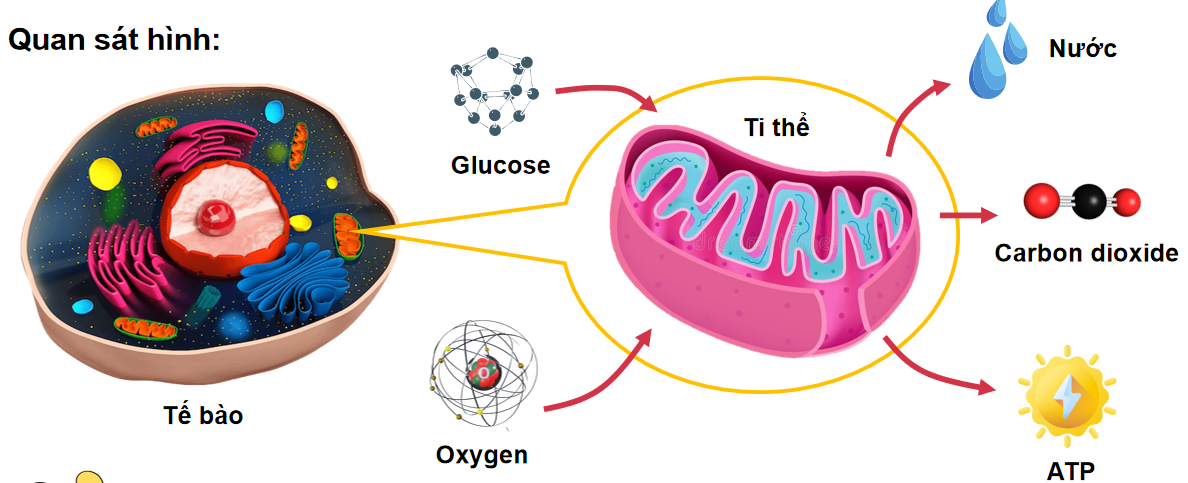 Quan sát hình:
Nước
Ti thể
Glucose
Carbon dioxide
Tế bào
Oxygen
ATP